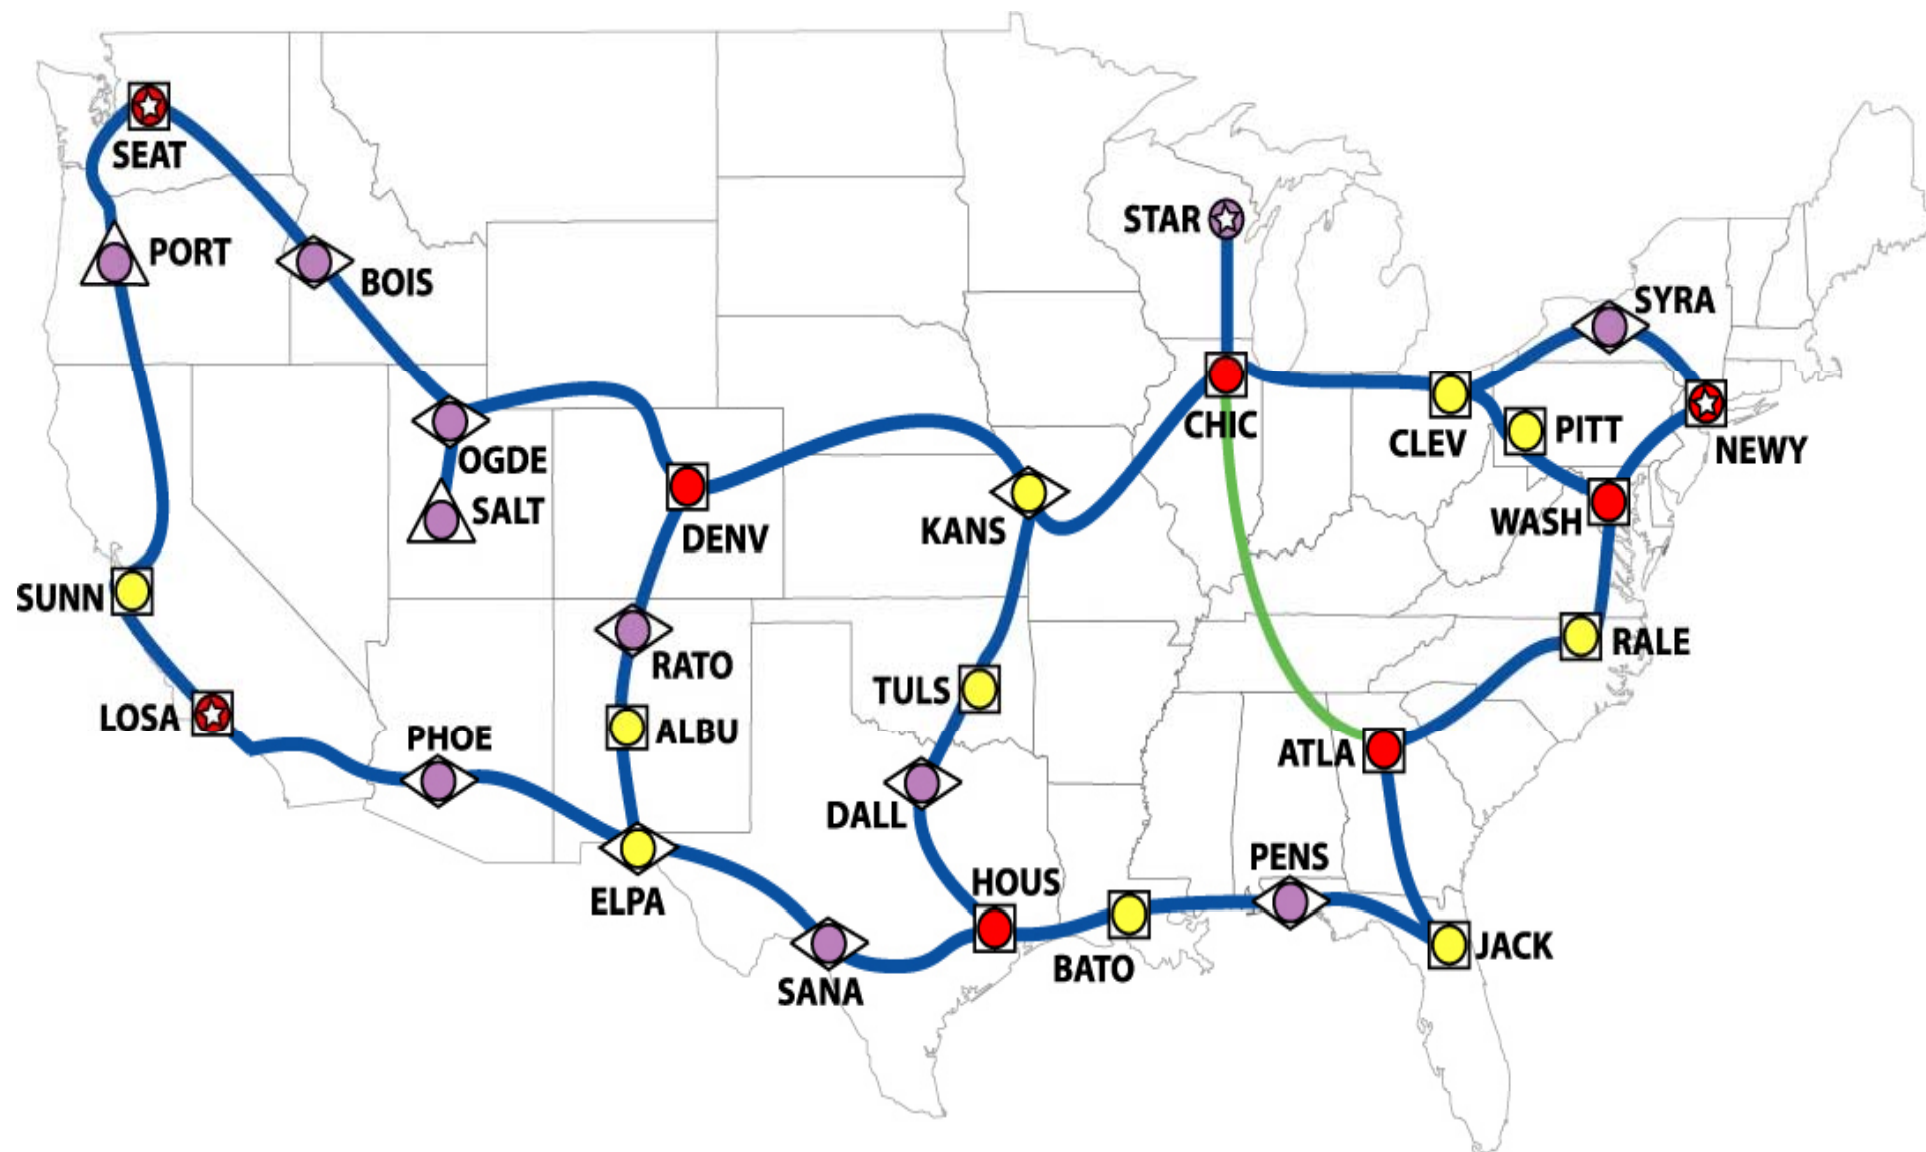 SEAT
STAR
PORT
BOIS
SYRA
CHIC
CLEV
PITT
NEWY
OGDE
SALT
DENV
KANS
WASH
SUNN
RALE
RATO
TULS
LOSA
PHOE
ALBU
ATLA
DALL
PENS
HOUS
ELPA
JACK
BATO
SANA